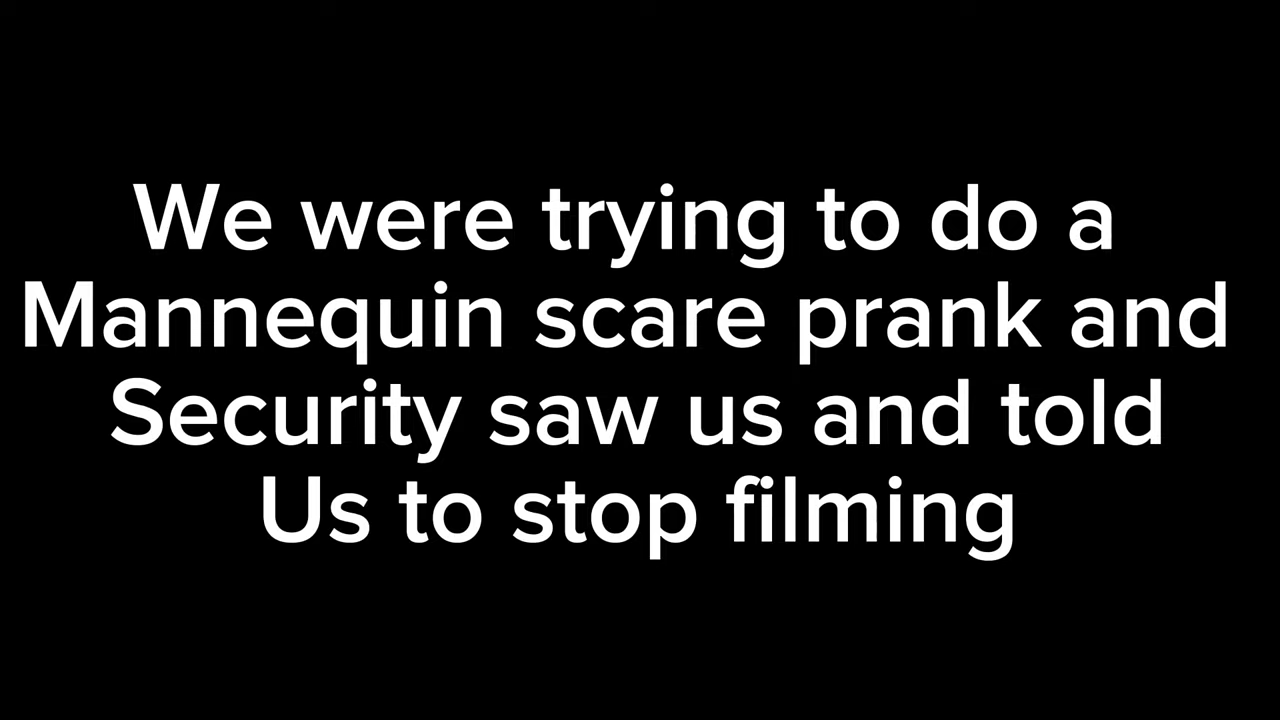 We were trying to do a
Mannequin scare prank and
Security saw us and told
Us to stop filming